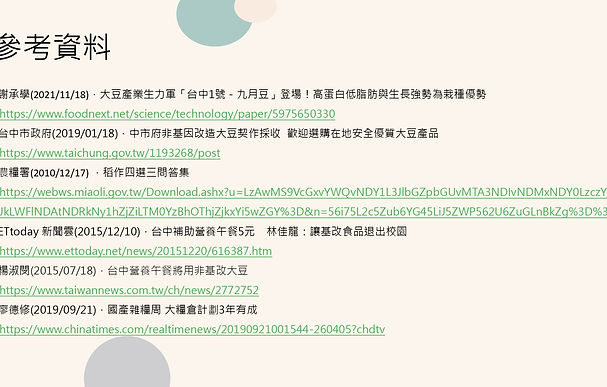 參考資料
謝承學(2021/11/18)．大豆產業生力軍「台中1號－九月豆」登場！高蛋白低脂肪與生長強勢為栽種優勢
https://www.foodnext.net/science/technology/paper/5975650330
台中市政府(2019/01/18)．中市府非基因改造大豆契作採收 歡迎選購在地安全優質大豆產品
https://www.taichung.gov.tw/1193268/post
農糧署(2010/12/17) ．稻作四選三問答集
https://webws.miaoli.gov.tw/Download.ashx?u=LzAwMS9VcGxvYWQvNDY1L3JlbGZpbGUvMTA3NDIvNDMxNDY0LzczY
JkLWFlNDAtNDRkNy1hZjZiLTM0YzBhOThjZjkxYi5wZGY%3D&n=56i75L2c5Zub6YG45LiJ5ZWP562U6ZuGLnBkZg%3D%3
ETtoday 新聞雲(2015/12/10)．台中補助營養午餐5元 林佳龍：讓基改食品退出校園
https://www.ettoday.net/news/20151220/616387.htm
楊淑閔(2015/07/18)．台中營養午餐將用非基改大豆
https://www.taiwannews.com.tw/ch/news/2772752
廖德修(2019/09/21)．國產雜糧周 大糧倉計劃3年有成
https://www.chinatimes.com/realtimenews/20190921001544-260405?chdtv